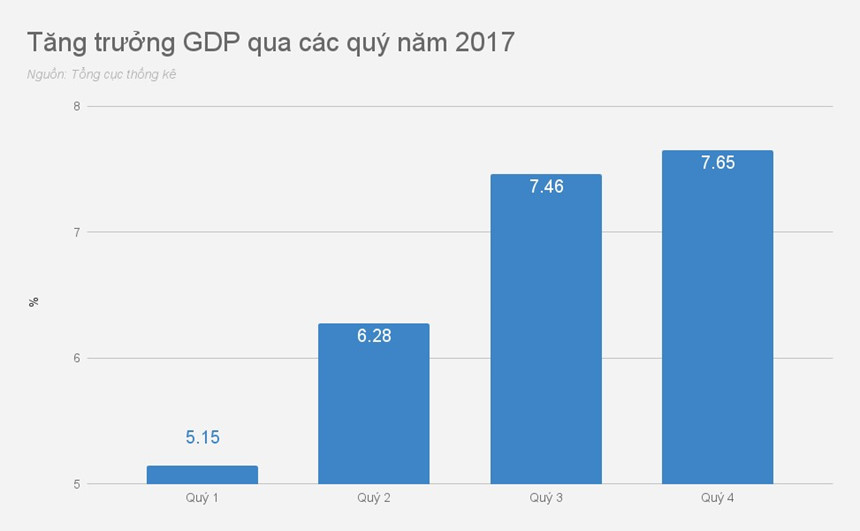 Tăng trưởng GDP qua các quý năm 2017
Nguồn: Tổng cục thống kê
8
7
6
5
%
5.15
6.28
7.46
7.65
Quý 1
Quý 2
Quý 3
Quý 4